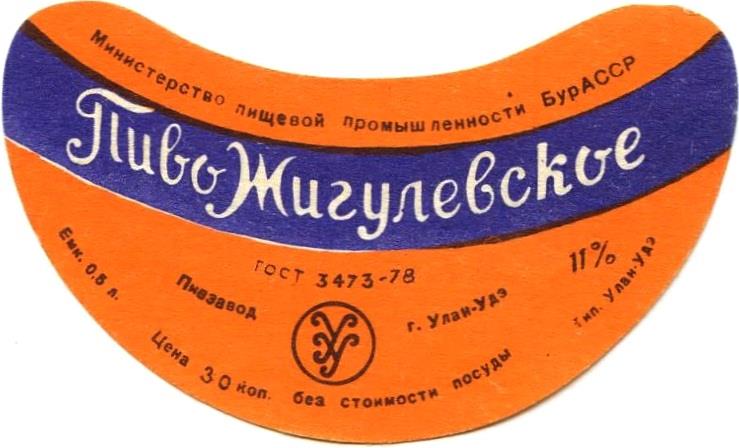 Министерство пищевой промышленности БурАССР
Пиво Жигулевское
ГОСТ 3473-78
11%
Емк. 0,5 л.
Пивзавод
г. Улан-Удэ
Тип. Улан-Удэ
Цена 30 коп. без стоимости посуды